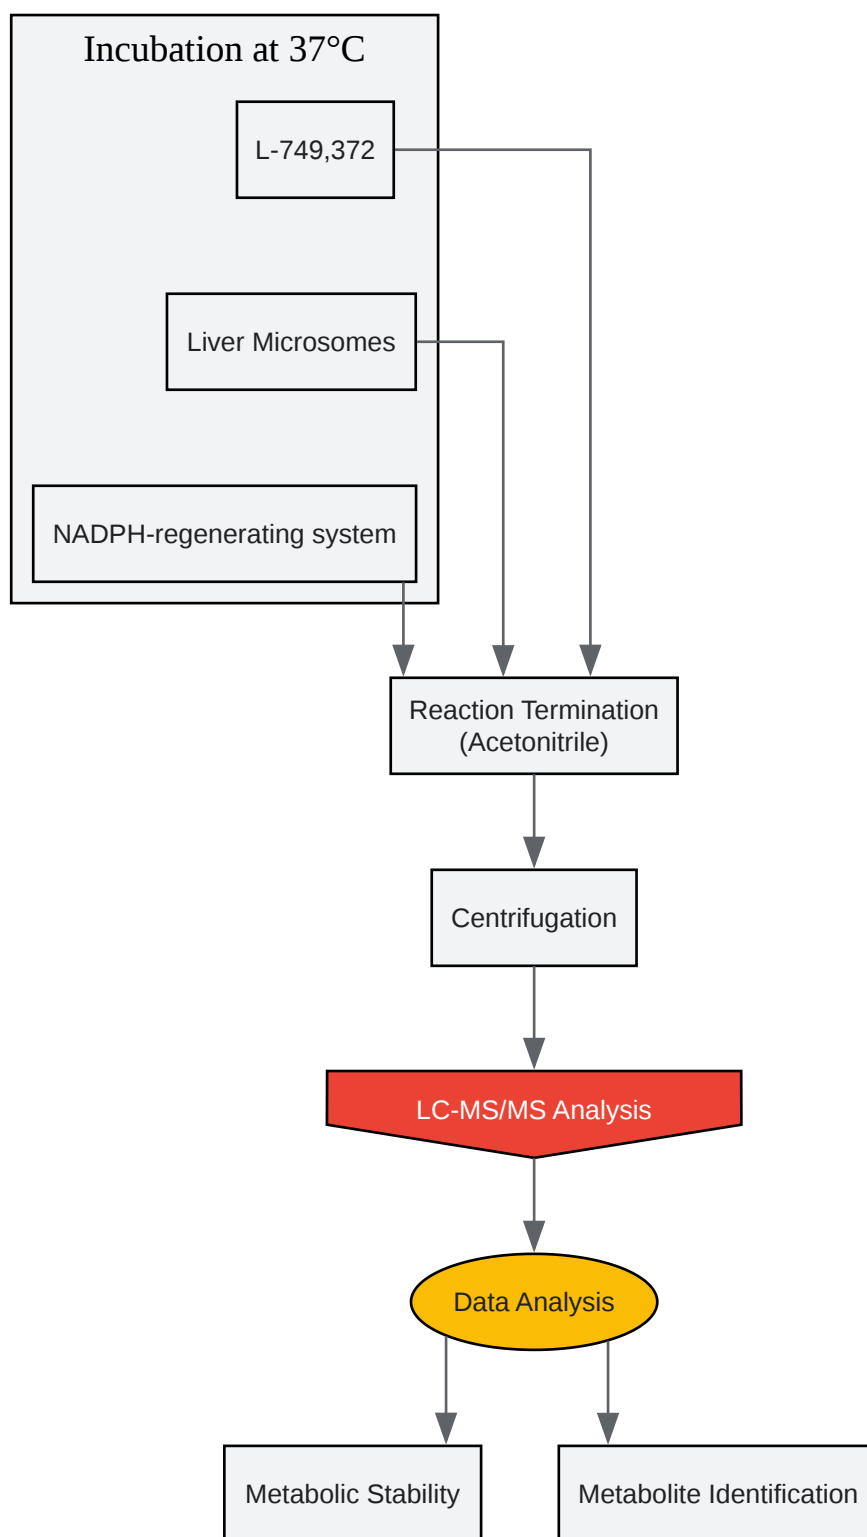 Incubation at 37°C
L-749,372
Liver Microsomes
NADPH-regenerating system
Reaction Termination
(Acetonitrile)
Centrifugation
LC-MS/MS Analysis
Data Analysis
Metabolic Stability
Metabolite Identification